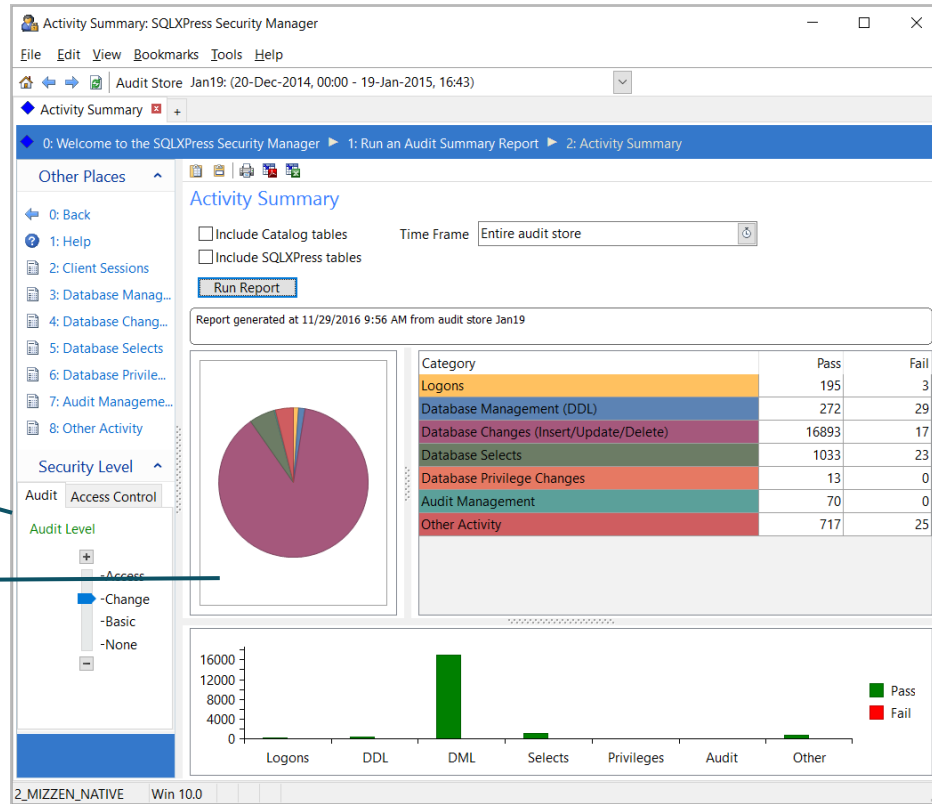 Activity Summary: SQLXPress Security Manager
File Edit View Bookmarks Tools Help
Audit Store Jan19: (20-Dec-2014, 00:00 - 19-Jan-2015, 16:43)
Activity Summary +
0: Welcome to the SQLXPress Security Manager 1: Run an Audit Summary Report 2: Activity Summary
Other Places
0: Back
1: Help
2: Client Sessions
3: Database Manag...
4: Database Chang...
5: Database Selects
6: Database Privile...
7: Audit Manageme...
8: Other Activity
Security Level
Audit Access Control
Audit Level
-Access
-Change
-Basic
-None
Activity Summary
Include Catalog tables Time Frame Entire audit store
Include SQLXPress tables
Run Report
Report generated at 11/29/2016 9:56 AM from audit store Jan19
Category Pass Fail
Logons 195 3
Database Management (DDL) 272 29
Database Changes (Insert/Update/Delete) 16893 17
Database Selects 1033 23
Database Privilege Changes 13 0
Audit Management 70 0
Other Activity 717 25
16000
12000
8000
4000
0
Logons DDL DML Selects Privileges Audit Other
Pass
Fail
2_MIZZEN_NATIVE Win 10.0